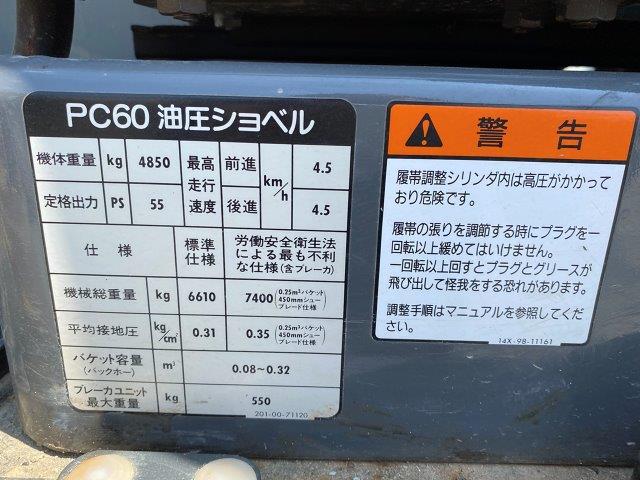 PC60 油圧ショベル
機体重量 kg 4850 最高走行速度 前進 km/h 4.5
定格出力 PS 55 後進 4.5
仕様 標準仕様 労働安全衛生法による最も不利な仕様(含ブレーカ)
機械総重量 kg 6610 7400 (0.25m³バケット 450mmシュー ブレード仕様)
平均接地圧 kg/cm² 0.31 0.35 (0.25m³バケット 450mmシュー ブレード仕様)
バケット容量(バックホー) m³ 0.08~0.32
ブレーカユニット最大重量 kg 550
201-00-71120
警告
履帯調整シリンダ内は高圧がかかって
おり危険です。
履帯の張りを調節する時にプラグを一
回転以上緩めてはいけません。
一回転以上回すとプラグとグリースが
飛び出して怪我をする恐れがあります。
調整手順はマニュアルを参照してくだ
さい。
14X-98-11161